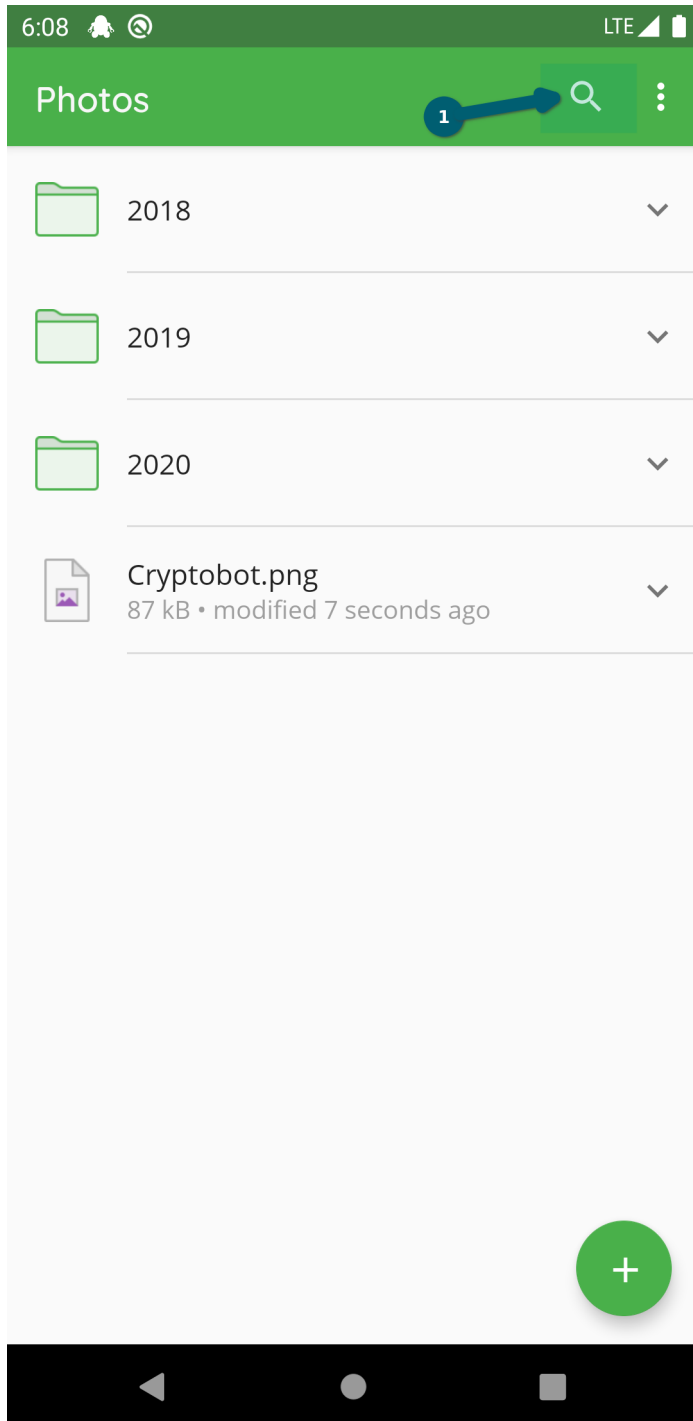 6:08
LTE
Photos
1
2018
2019
2020
Cryptobot.png
87 kB • modified 7 seconds ago